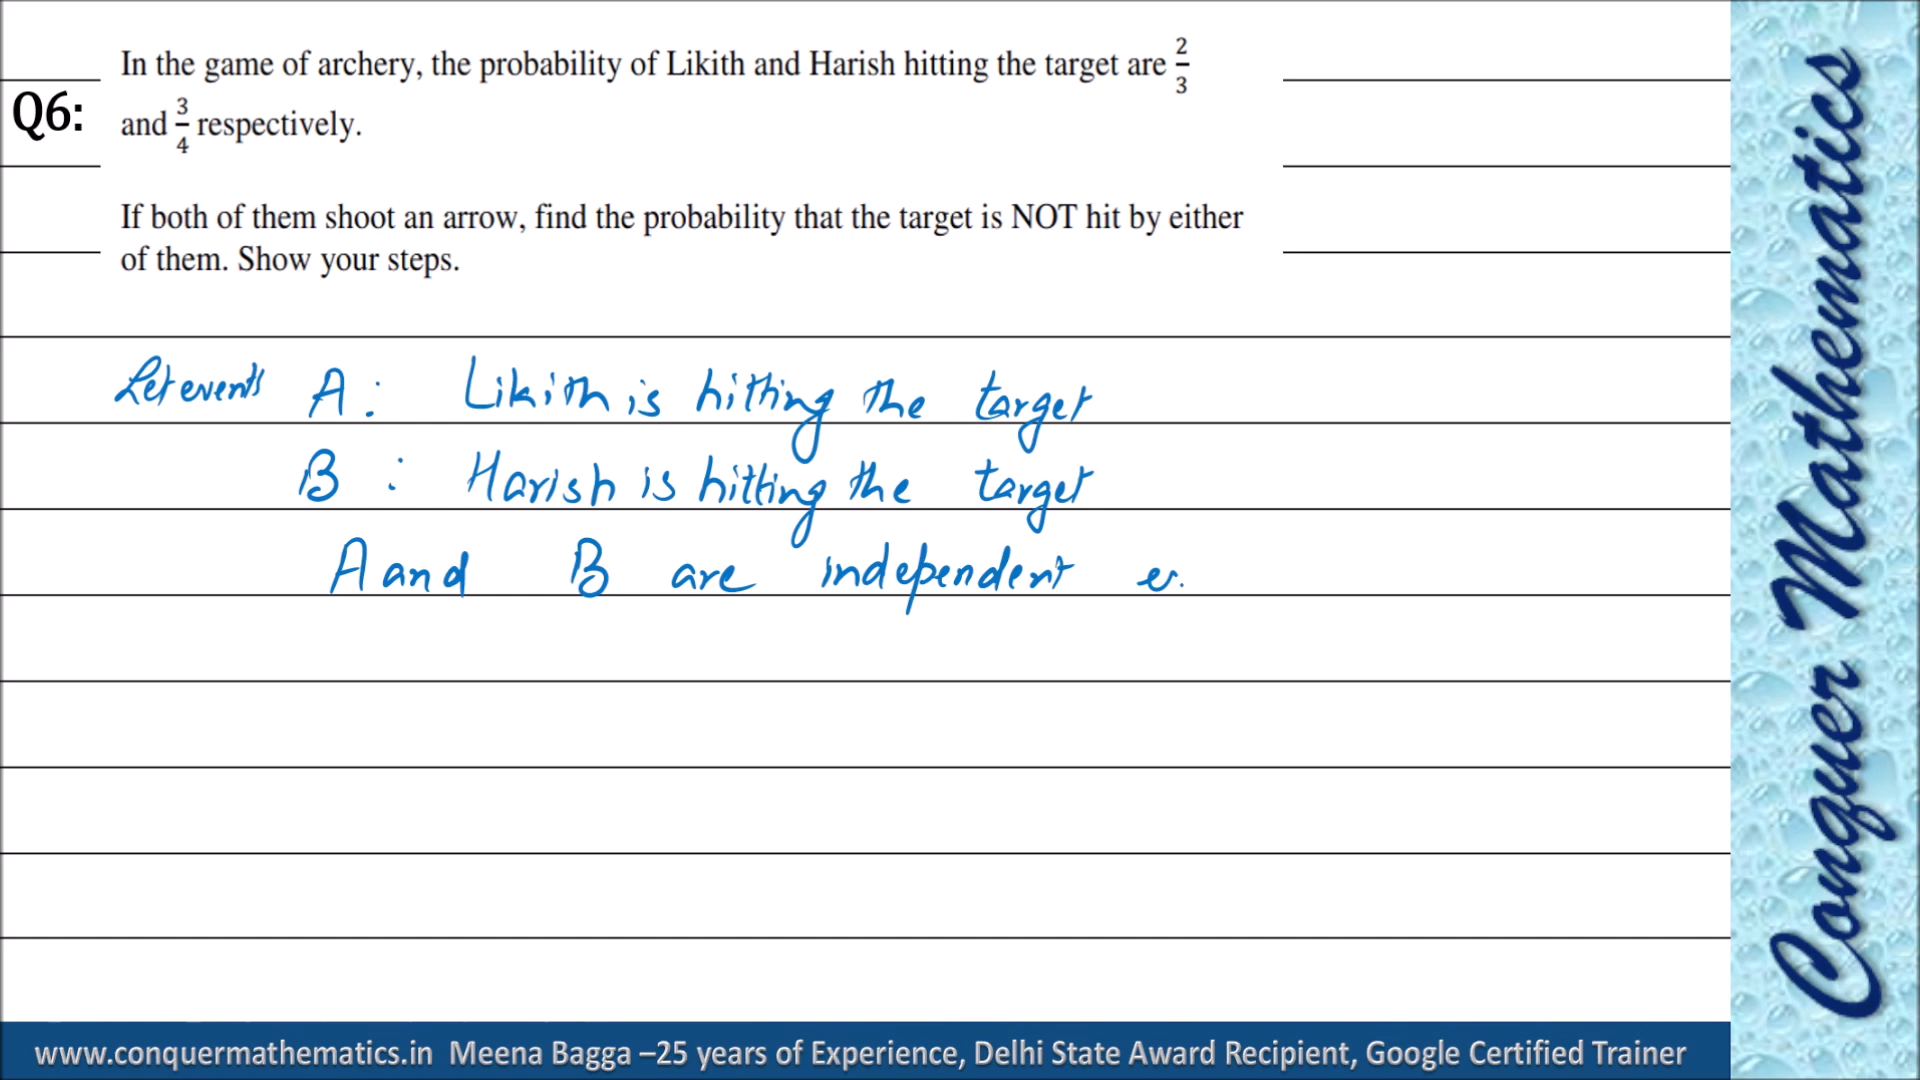 In the game of archery, the probability of Likith and Harish hitting the target are 2/3
Q6: and 3/4 respectively.
If both of them shoot an arrow, find the probability that the target is NOT hit by either
of them. Show your steps.
Let events A : Likith is hitting the target
B : Harish is hitting the target
A and B are independent ev.
www.conquermathematics.in Meena Bagga –25 years of Experience, Delhi State Award Recipient, Google Certified Trainer
Conquer Mathematics